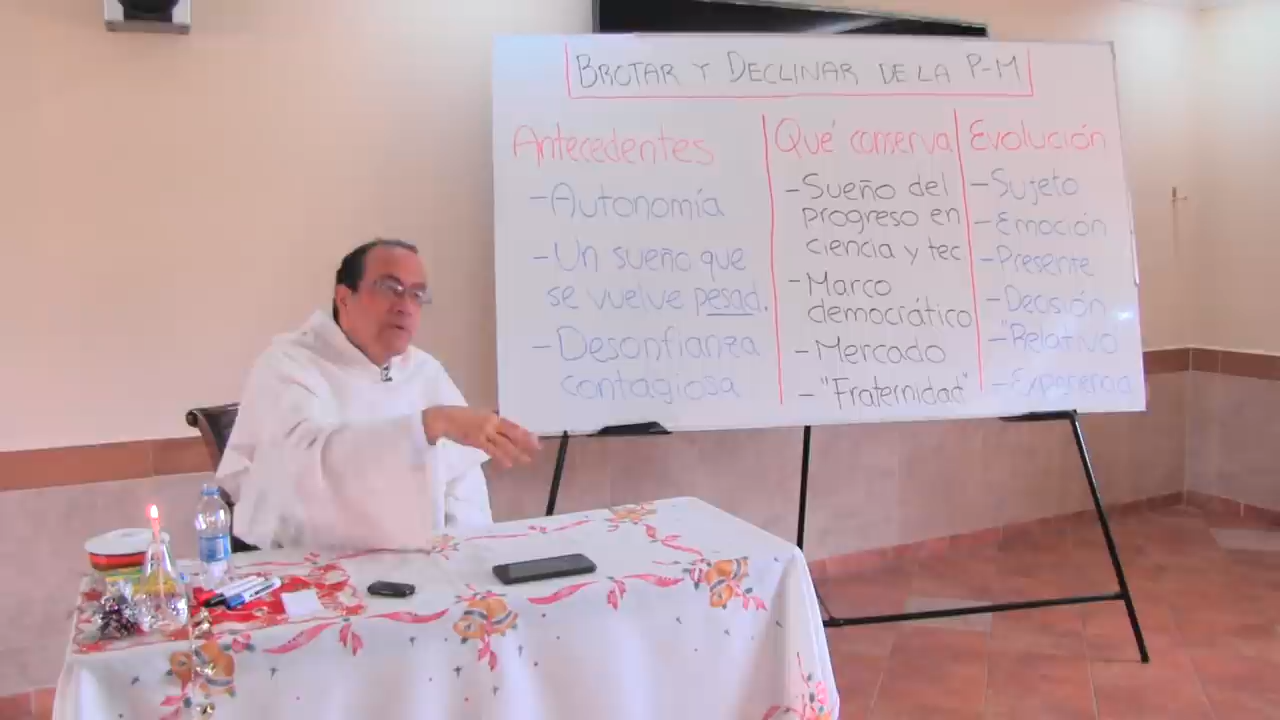 BROTAR Y DECLINAR DE LA P-M
Antecedentes
- Autonomía
- Un sueño que
se vuelve pesad.
- Desonfianza
contagiosa
Qué conserva
- Sueño del
progreso en
ciencia y tec
- Marco
democrático
- Mercado
- "Fraternidad"
Evolución
- Sujeto
- Emoción
- Presente
- Decisión
- "Relativo
- Experiencia